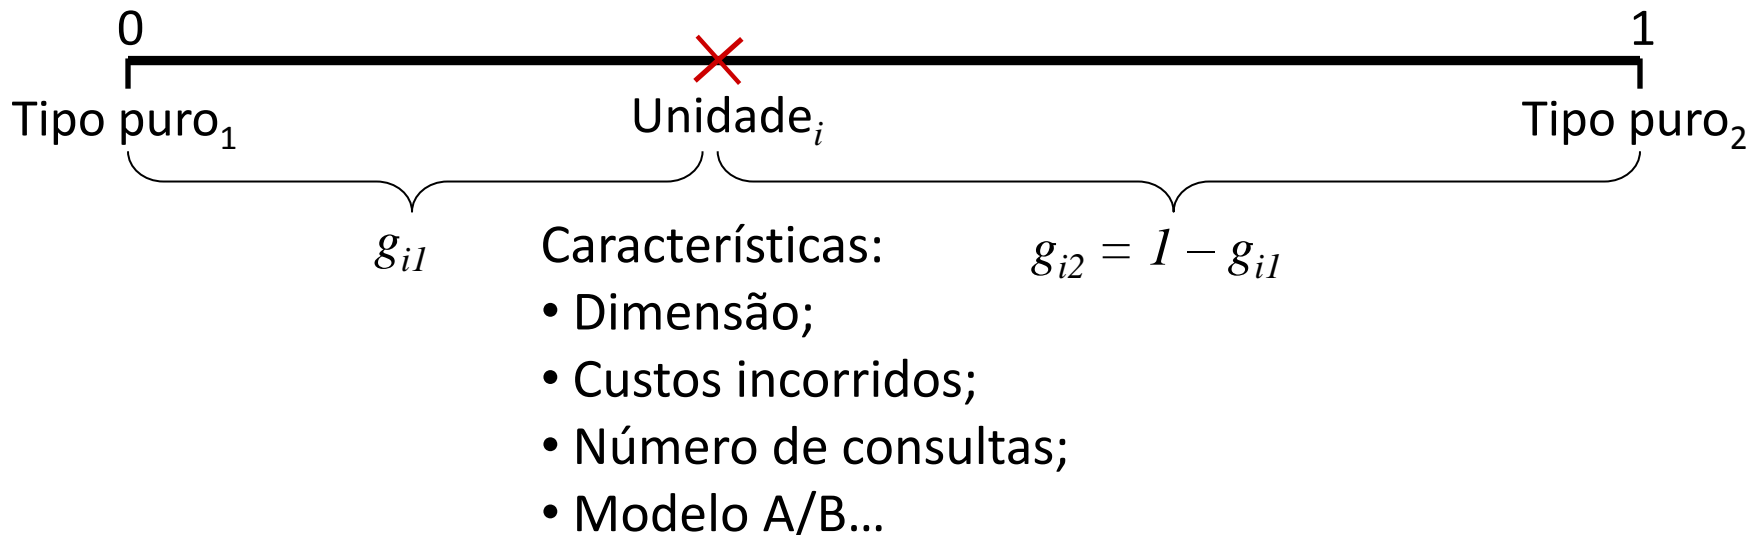 0 1
Tipo puro₁ Unidadeᵢ Tipo puro₂
gᵢ₁ Características: gᵢ₂ = 1 – gᵢ₁
• Dimensão;
• Custos incorridos;
• Número de consultas;
• Modelo A/B...